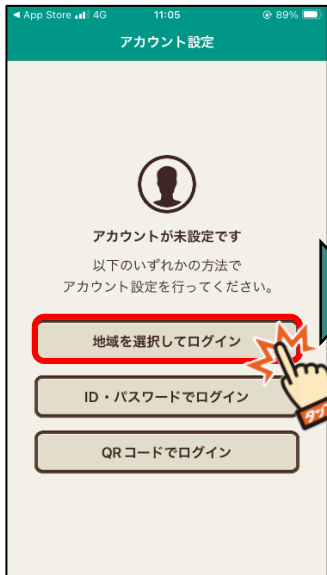 ◀ App Store 4G 11:05 89%
アカウント設定
アカウントが未設定です
以下のいずれかの方法で
アカウント設定を行ってください。
地域を選択してログイン
ID・パスワードでログイン
タップ
QRコードでログイン